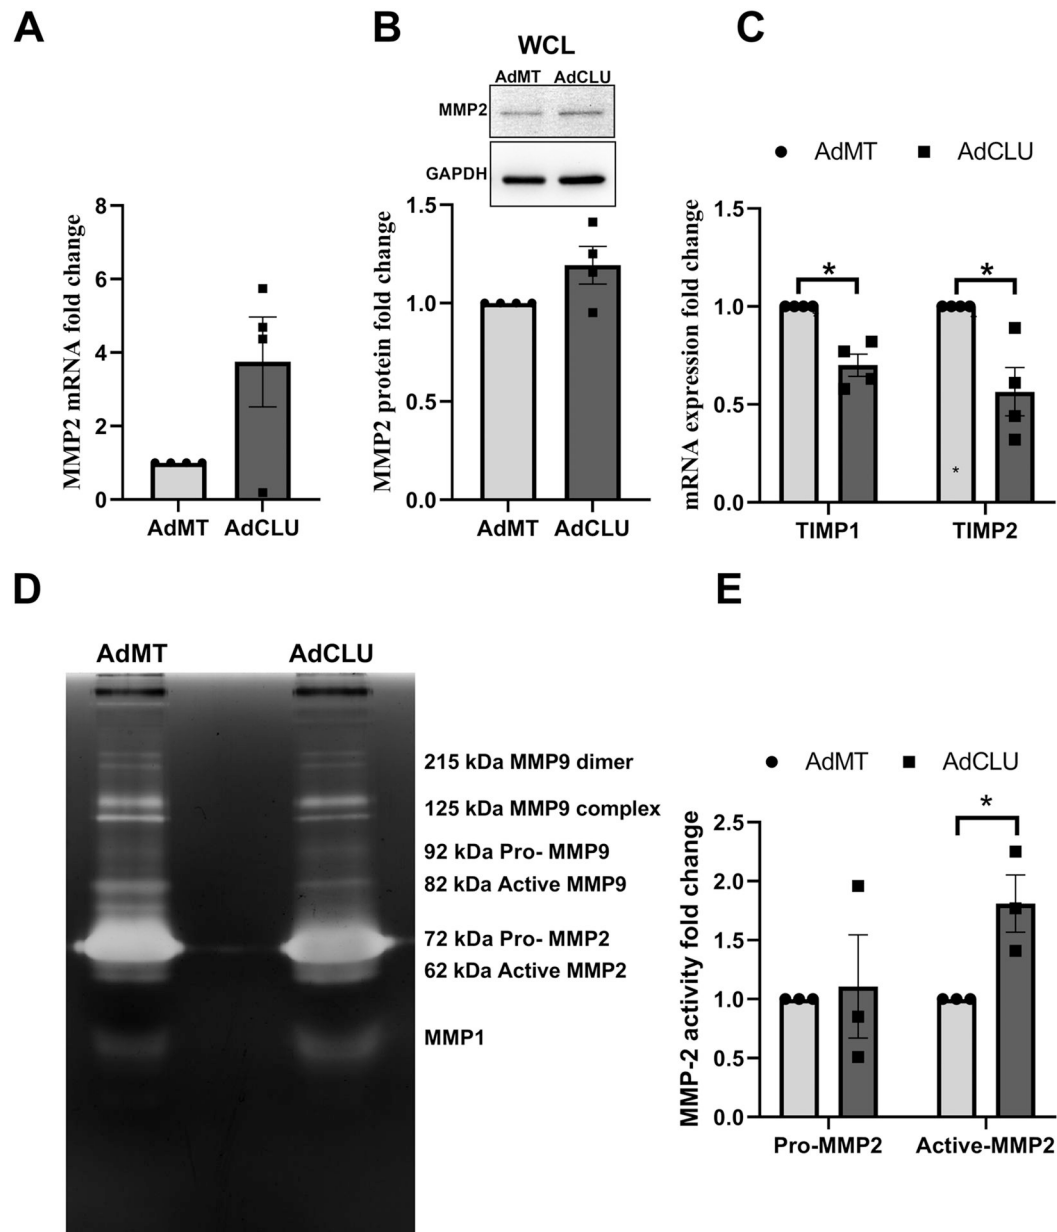 A
MMP2 mRNA fold change
8
6
4
2
0
AdMT AdCLU
B
WCL
AdMT AdCLU
MMP2
GAPDH
MMP2 protein fold change
1.5
1.0
0.5
0.0
AdMT AdCLU
C
AdMT AdCLU
mRNA expression fold change
1.5
1.0
0.5
0.0
* *
*
TIMP1 TIMP2
D
AdMT AdCLU
215 kDa MMP9 dimer
125 kDa MMP9 complex
92 kDa Pro- MMP9
82 kDa Active MMP9
72 kDa Pro- MMP2
62 kDa Active MMP2
MMP1
E
AdMT AdCLU
MMP-2 activity fold change
2.5
2.0
1.5
1.0
0.5
0.0
*
Pro-MMP2 Active-MMP2